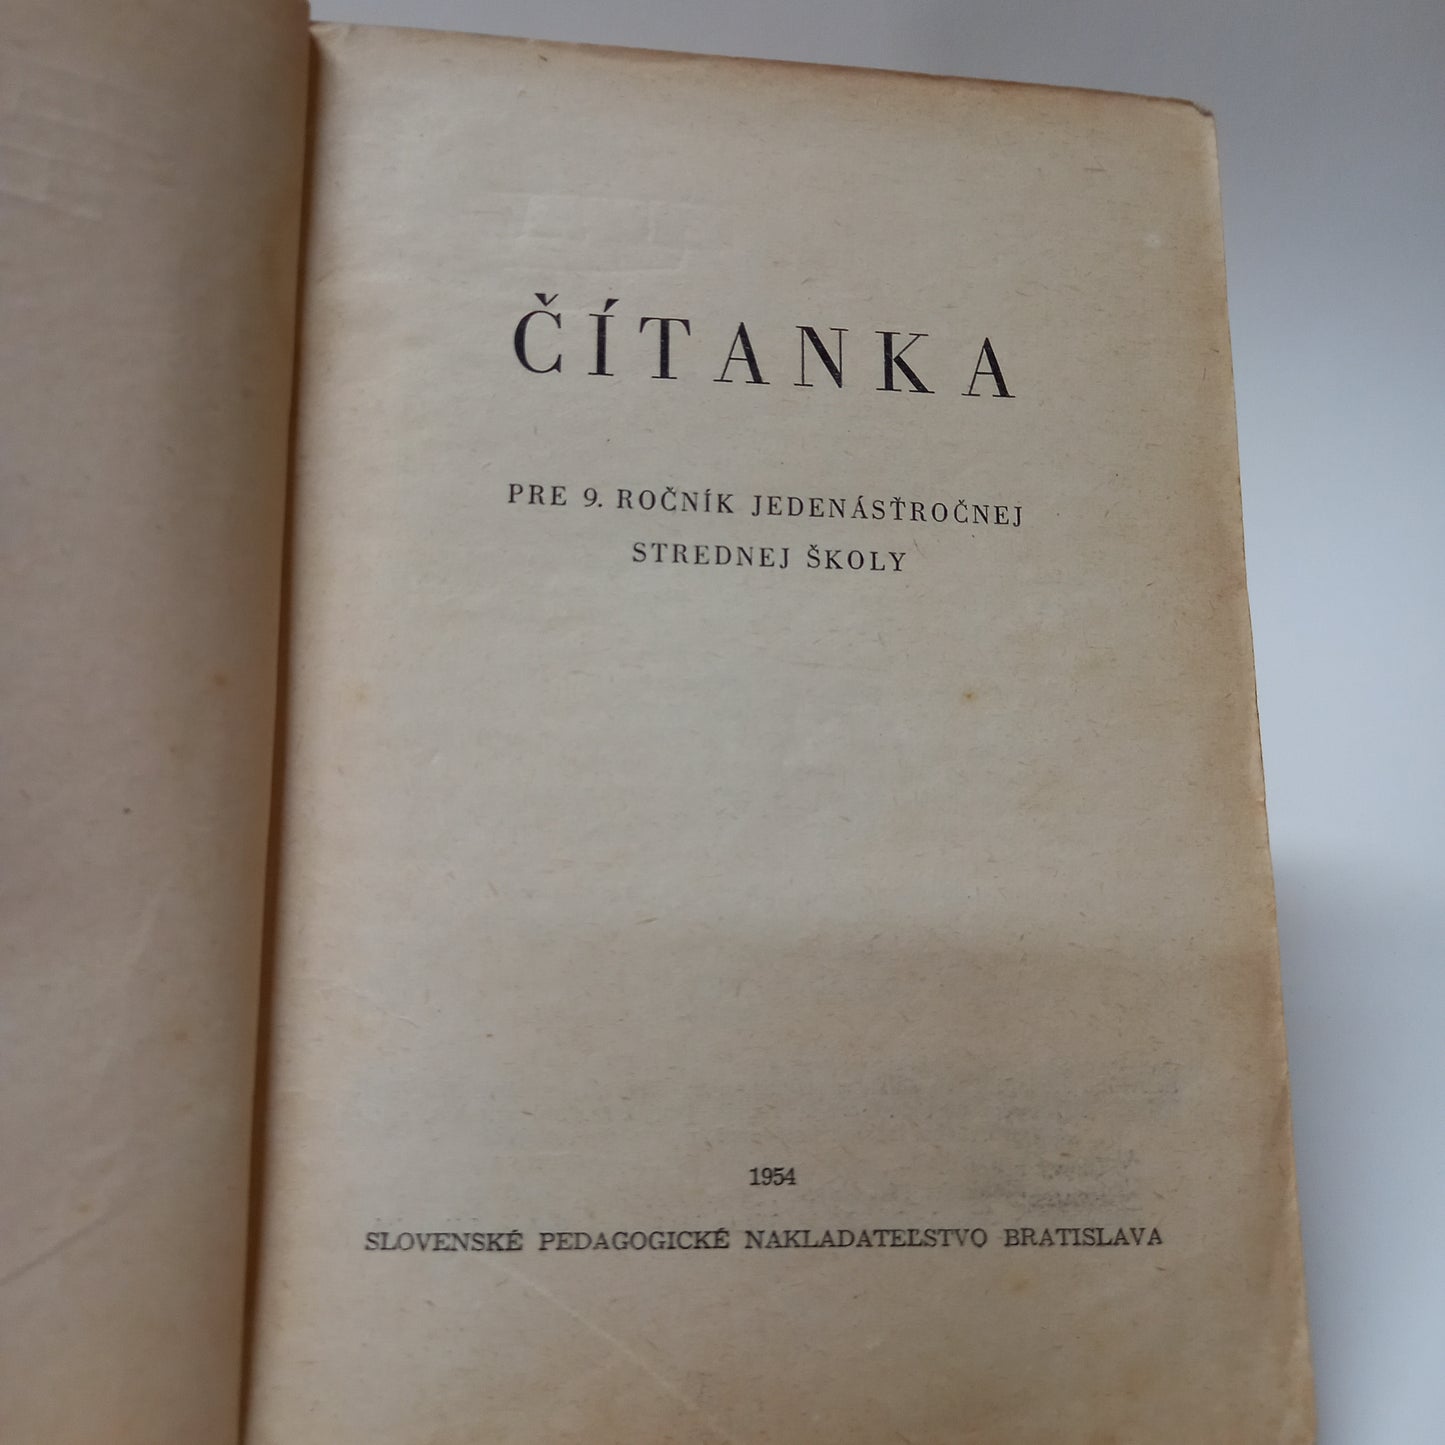 ČÍTANKA
PRE 9. ROČNÍK JEDENÁSŤROČNEJ
STREDNEJ ŠKOLY
1954
SLOVENSKÉ PEDAGOGICKÉ NAKLADATEĽSTVO BRATISLAVA